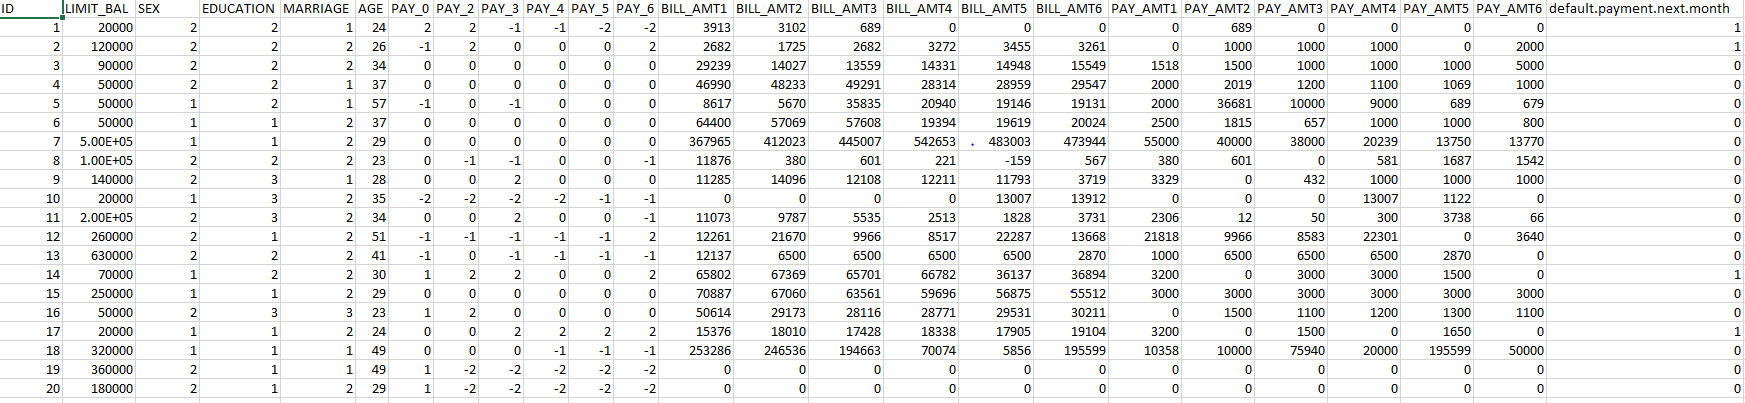 ID LIMIT_BAL SEX EDUCATION MARRIAGE AGE PAY_0 PAY_2 PAY_3 PAY_4 PAY_5 PAY_6 BILL_AMT1 BILL_AMT2 BILL_AMT3 BILL_AMT4 BILL_AMT5 BILL_AMT6 PAY_AMT1 PAY_AMT2 PAY_AMT3 PAY_AMT4 PAY_AMT5 PAY_AMT6 default.payment.next.month
1 20000 2 2 1 24 2 2 -1 -1 -2 -2 3913 3102 689 0 0 0 0 689 0 0 0 0 1
2 120000 2 2 2 26 -1 2 0 0 0 2 2682 1725 2682 3272 3455 3261 0 1000 1000 1000 0 2000 1
3 90000 2 2 2 34 0 0 0 0 0 0 29239 14027 13559 14331 14948 15549 1518 1500 1000 1000 1000 5000 0
4 50000 2 2 1 37 0 0 0 0 0 0 46990 48233 49291 28314 28959 29547 2000 2019 1200 1100 1069 1000 0
5 50000 1 2 1 57 -1 0 -1 0 0 0 8617 5670 35835 20940 19146 19131 2000 36681 10000 9000 689 679 0
6 50000 1 1 2 37 0 0 0 0 0 0 64400 57069 57608 19394 19619 20024 2500 1815 657 1000 1000 800 0
7 5.00E+05 1 1 2 29 0 0 0 0 0 0 367965 412023 445007 542653 483003 473944 55000 40000 38000 20239 13750 13770 0
8 1.00E+05 2 2 2 23 0 -1 -1 0 0 -1 11876 380 601 221 -159 567 380 601 0 581 1687 1542 0
9 140000 2 3 1 28 0 0 2 0 0 0 11285 14096 12108 12211 11793 3719 3329 0 432 1000 1000 1000 0
10 20000 1 3 2 35 -2 -2 -2 -2 -1 -1 0 0 0 0 13007 13912 0 0 0 13007 1122 0 0
11 2.00E+05 2 3 2 34 0 0 2 0 0 -1 11073 9787 5535 2513 1828 3731 2306 12 50 300 3738 66 0
12 260000 2 1 2 51 -1 -1 -1 -1 -1 2 12261 21670 9966 8517 22287 13668 21818 9966 8583 22301 0 3640 0
13 630000 2 2 2 41 -1 0 -1 -1 -1 -1 12137 6500 6500 6500 6500 2870 1000 6500 6500 6500 2870 0 0
14 70000 1 2 2 30 1 2 2 0 0 2 65802 67369 65701 66782 36137 36894 3200 0 3000 3000 1500 0 1
15 250000 1 1 2 29 0 0 0 0 0 0 70887 67060 63561 59696 56875 55512 3000 3000 3000 3000 3000 3000 0
16 50000 2 3 3 23 1 2 0 0 0 0 50614 29173 28116 28771 29531 30211 0 1500 1100 1200 1300 1100 0
17 20000 1 1 2 24 0 0 2 2 2 2 15376 18010 17428 18338 17905 19104 3200 0 1500 0 1650 0 1
18 320000 1 1 1 49 0 0 0 -1 -1 -1 253286 246536 194663 70074 5856 195599 10358 10000 75940 20000 195599 50000 0
19 360000 2 1 1 49 1 -2 -2 -2 -2 -2 0 0 0 0 0 0 0 0 0 0 0 0 0
20 180000 2 1 2 29 1 -2 -2 -2 -2 -2 0 0 0 0 0 0 0 0 0 0 0 0 0